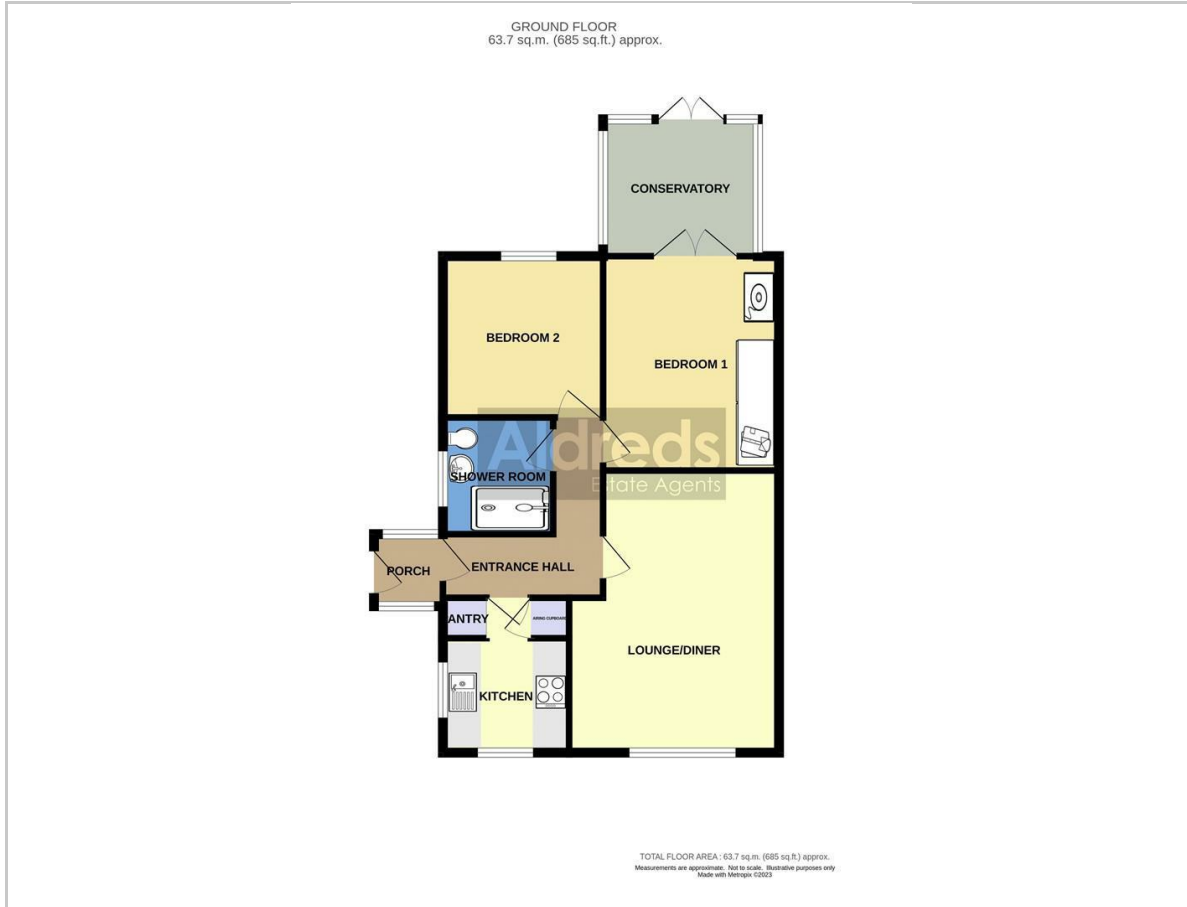 GROUND FLOOR
63.7 sq.m. (685 sq.ft.) approx.
CONSERVATORY
BEDROOM 2
BEDROOM 1
Aldreds
Estate Agents
SHOWER ROOM
PORCH
ENTRANCE HALL
ANTRY
AIRING CUPBOARD
LOUNGE/DINER
KITCHEN
TOTAL FLOOR AREA : 63.7 sq.m. (685 sq.ft.) approx.
Measurements are approximate. Not to scale. Illustrative purposes only
Made with Metropix ©2023